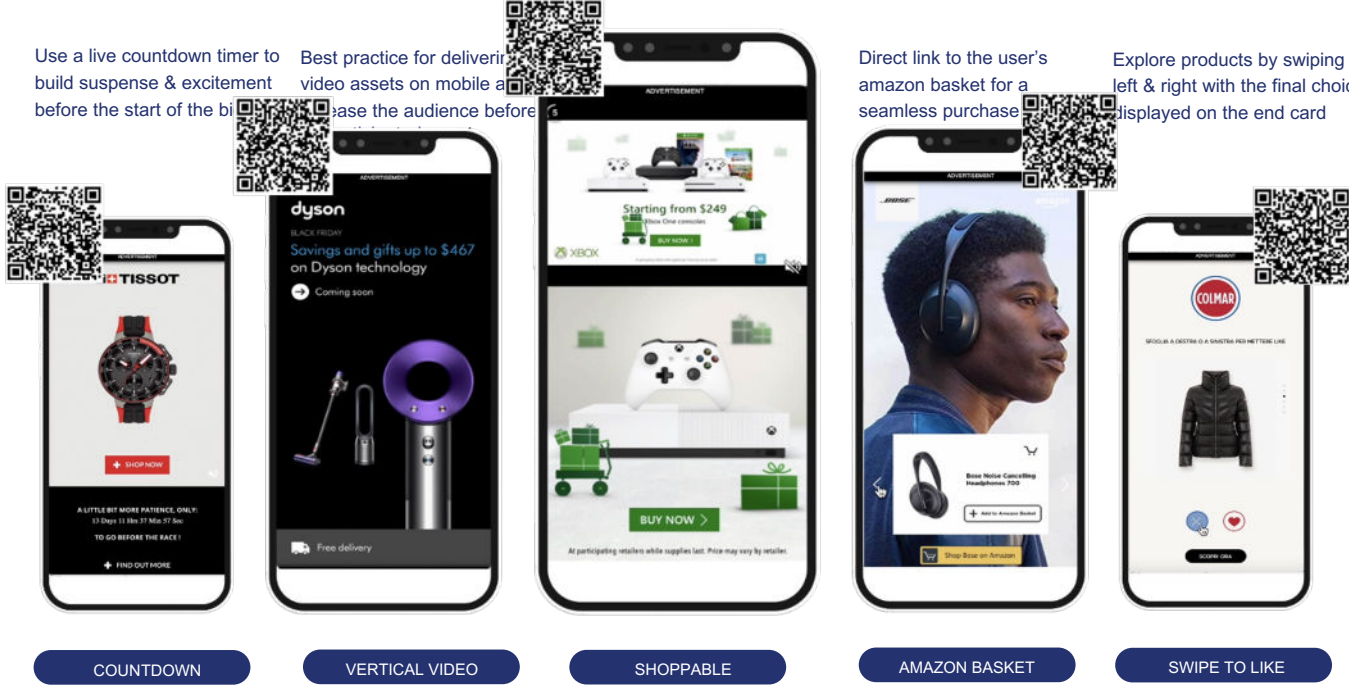 Use a live countdown timer to
build suspense & excitement
before the start of the
Best practice for
video assets on mobile
the audience before
Direct link to the user's
amazon basket for a
seamless purchase
Explore products by swiping
left & right with the final
displayed on the end card
ADVERTISEMENT
TISSOT
+ SHOP NOW
A LITTLE BIT MORE PATIENCE, ONLY:
13 Days 11 Hrs 37 Min 57 Sec
TO GO BEFORE THE RACE !
+ FIND OUT MORE
ADVERTISEMENT
dyson
BLACK FRIDAY
Savings and gifts up to $467
on Dyson technology
Coming soon
Free delivery
ADVERTISEMENT
5
Starting from $249
Xbox One consoles
BUY NOW >
XBOX
BUY NOW >
At participating retailers while supplies last. Price may vary by retailer.
ADVERTISEMENT
BOSE
amazon
Bose Noise Cancelling
Headphones 700
+ Add to Amazon Basket
Shop Bose on Amazon
ADVERTISEMENT
COLMAR
SFOGLIA A DESTRA O A SINISTRA PER METTERE LIKE
SCOPRI ORA
COUNTDOWN
VERTICAL VIDEO
SHOPPABLE
AMAZON BASKET
SWIPE TO LIKE